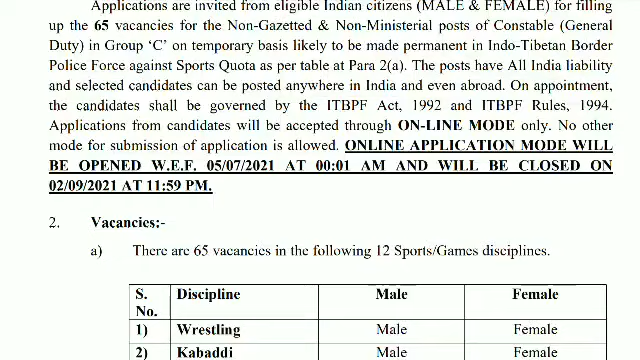 Applications are invited from eligible Indian citizens (MALE & FEMALE) for filling
up the 65 vacancies for the Non-Gazetted & Non-Ministerial posts of Constable (General
Duty) in Group ‘C’ on temporary basis likely to be made permanent in Indo-Tibetan Border
Police Force against Sports Quota as per table at Para 2(a). The posts have All India liability
and selected candidates can be posted anywhere in India and even abroad. On appointment,
the candidates shall be governed by the ITBPF Act, 1992 and ITBPF Rules, 1994.
Applications from candidates will be accepted through ON-LINE MODE only. No other
mode for submission of application is allowed. ONLINE APPLICATION MODE WILL
BE OPENED W.E.F. 05/07/2021 AT 00:01 AM AND WILL BE CLOSED ON
02/09/2021 AT 11:59 PM.
2. Vacancies:-
a) There are 65 vacancies in the following 12 Sports/Games disciplines.
S. No. Discipline Male Female
1) Wrestling Male Female
2) Kabaddi Male Female